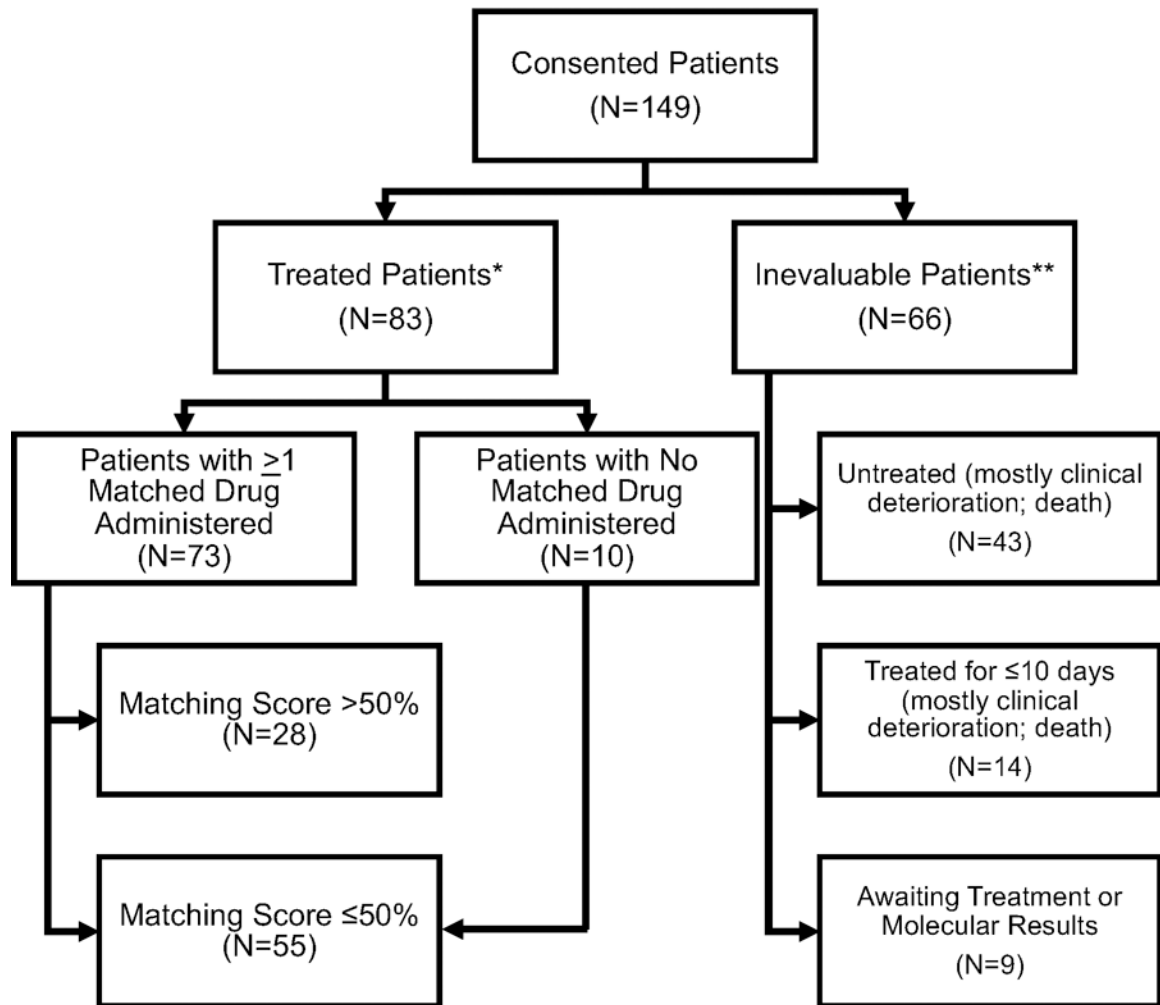 Consented Patients
(N=149)
Treated Patients*
(N=83)
Inevaluable Patients**
(N=66)
Patients with ≥1
Matched Drug
Administered
(N=73)
Patients with No
Matched Drug
Administered
(N=10)
Untreated (mostly clinical
deterioration; death)
(N=43)
Matching Score >50%
(N=28)
Treated for ≤10 days
(mostly clinical
deterioration; death)
(N=14)
Matching Score ≤50%
(N=55)
Awaiting Treatment or
Molecular Results
(N=9)